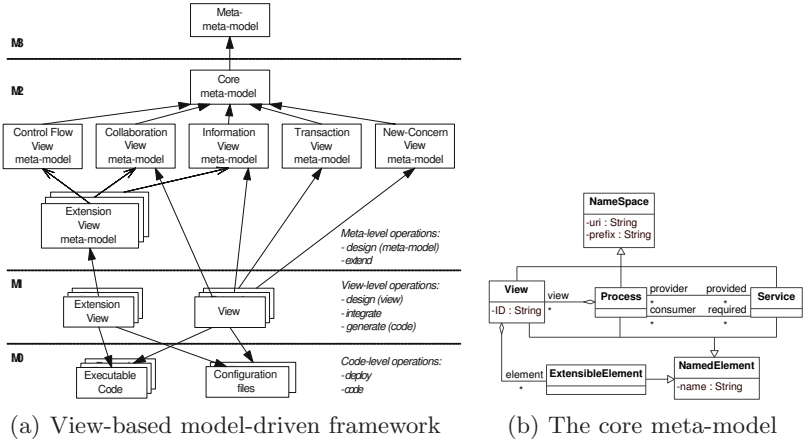 Meta-
meta-model
M3
M2
Core
meta-model
Control Flow
View
meta-model
Collaboration
View
meta-model
Information
View
meta-model
Transaction
View
meta-model
New-Concern
View
meta-model
Extension
View
meta-model
Meta-level operations:
- design (meta-model)
- extend
M1
Extension
View
View
View-level operations:
- design (view)
- integrate
- generate (code)
M0
Executable
Code
Configuration
files
Code-level operations:
- deploy
- code
(a) View-based model-driven framework
NameSpace
-uri : String
-prefix : String
View
-ID : String
view
*
Process
provider
*
consumer
*
provided
*
required
*
Service
element
*
ExtensibleElement
NamedElement
-name : String
(b) The core meta-model